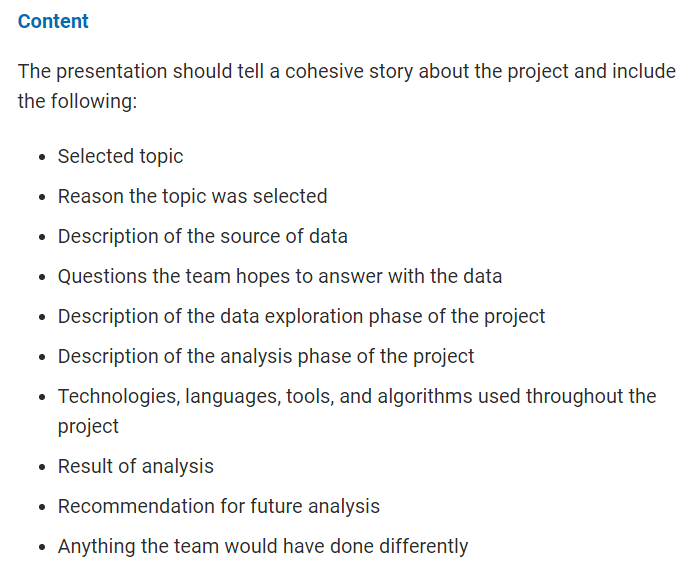 Content
The presentation should tell a cohesive story about the project and include
the following:
• Selected topic
• Reason the topic was selected
• Description of the source of data
• Questions the team hopes to answer with the data
• Description of the data exploration phase of the project
• Description of the analysis phase of the project
• Technologies, languages, tools, and algorithms used throughout the
project
• Result of analysis
• Recommendation for future analysis
• Anything the team would have done differently